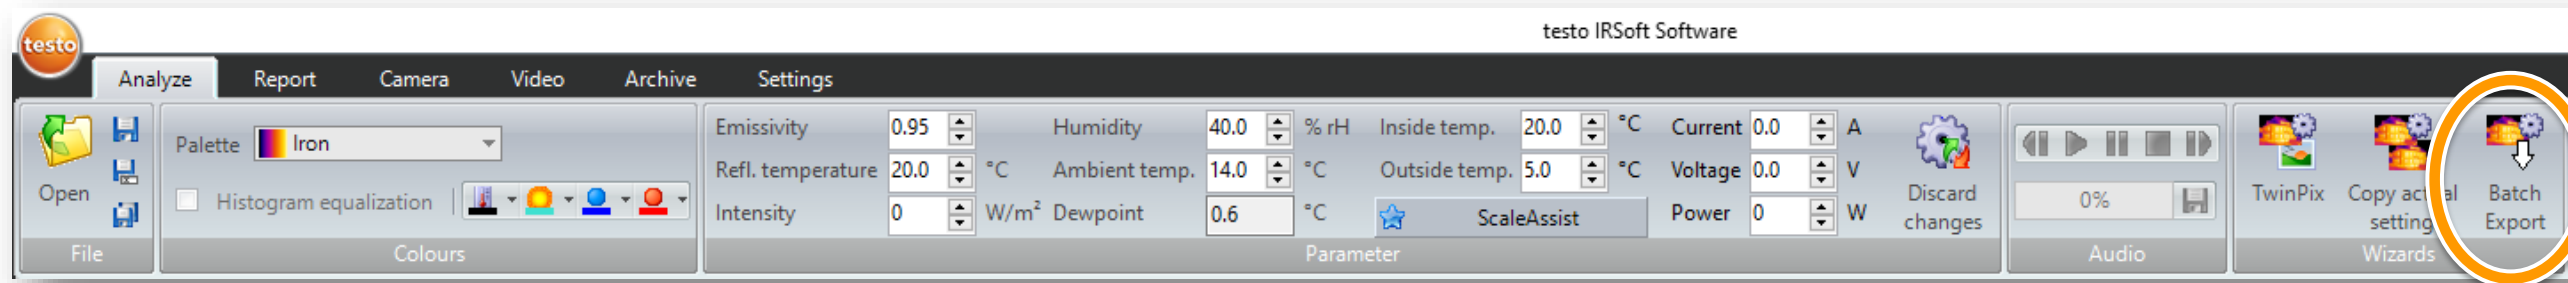 testo IRSoft Software
testo
Analyze Report Camera Video Archive Settings
Open
File
Palette Iron
Histogram equalization
Colours
Emissivity 0.95 Humidity 40.0 % rH Inside temp. 20.0 °C Current 0.0 A
Refl. temperature 20.0 °C Ambient temp. 14.0 °C Outside temp. 5.0 °C Voltage 0.0 V
Intensity 0 W/m² Dewpoint 0.6 °C ScaleAssist Power 0 W
Discard
changes
Parameter
0%
Audio
TwinPix
Copy actual
setting
Batch
Export
Wizards